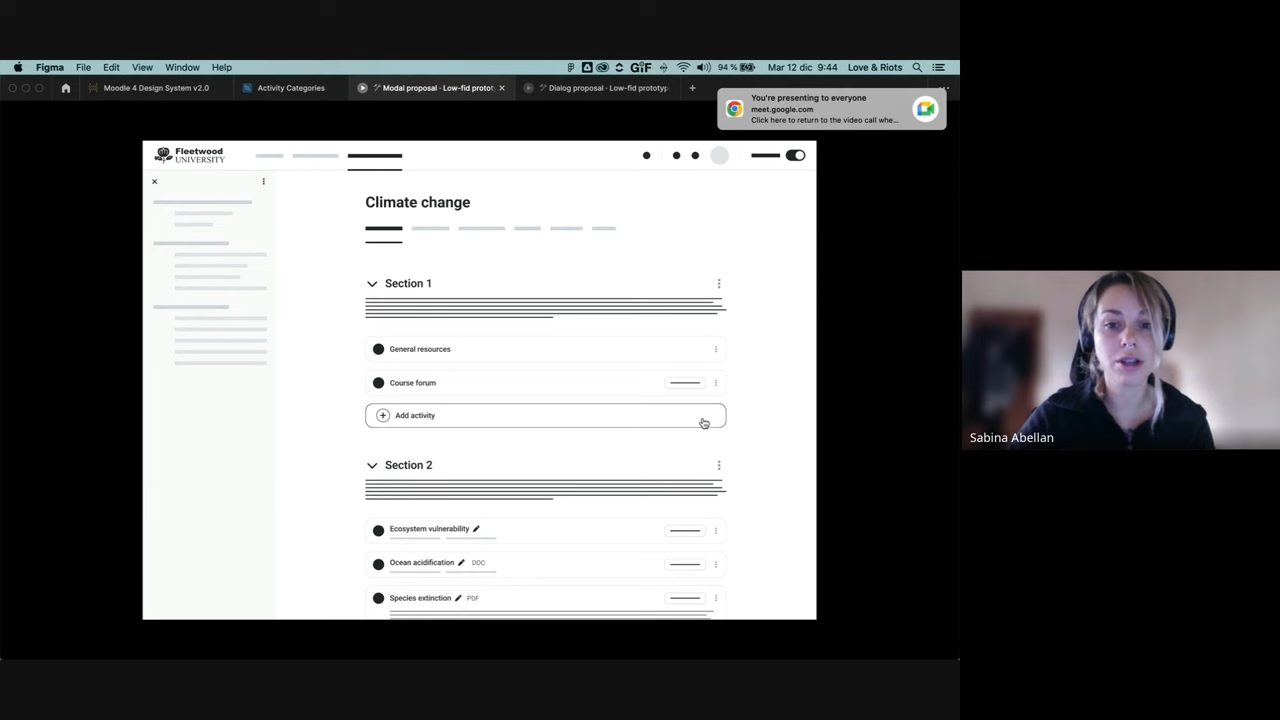 Figma File Edit View Window Help GIF 94 % Mar 12 dic 9:44 Love & Riots
Moodle 4 Design System v2.0 Activity Categories Modal proposal · Low-fid protot Dialog proposal · Low-fid prototyp
You're presenting to everyone
meet.google.com
Click here to return to the video call whe...
Fleetwood
UNIVERSITY
Climate change
Section 1
General resources
Course forum
Add activity
Section 2
Ecosystem vulnerability
Ocean acidification DOC
Species extinction PDF
Sabina Abellan